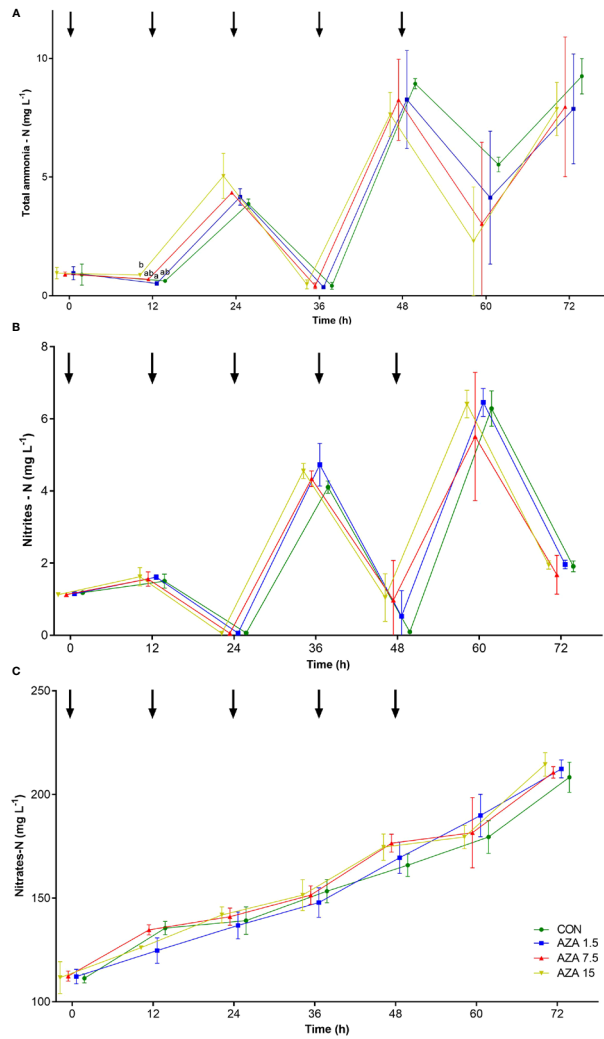 A
Total ammonia - N (mg L-1)
10
5
0
b
ab
a
ab
0 12 24 36 48 60 72
Time (h)
B
Nitrites - N (mg L-1)
8
6
4
2
0
0 12 24 36 48 60 72
Time (h)
C
Nitrates-N (mg L-1)
250
200
150
100
0 12 24 36 48 60 72
Time (h)
CON
AZA 1.5
AZA 7.5
AZA 15